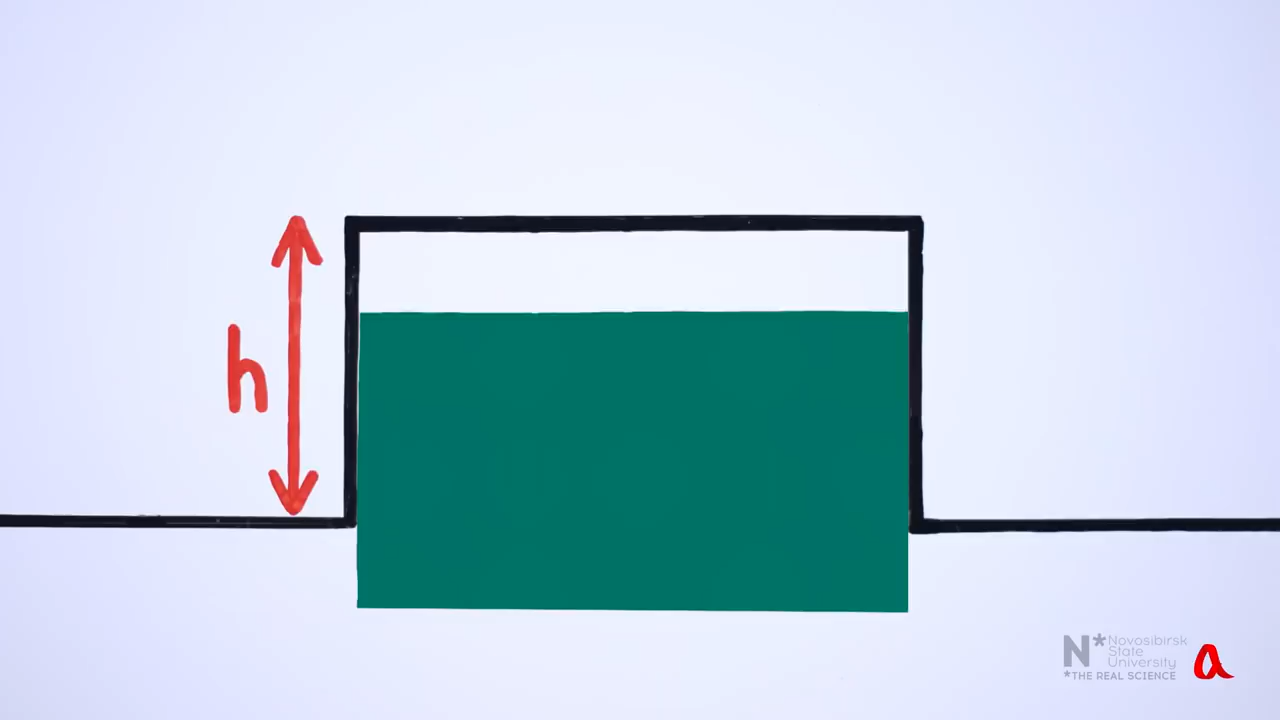 h
N*
Novosibirsk
State
University
*THE REAL SCIENCE
a